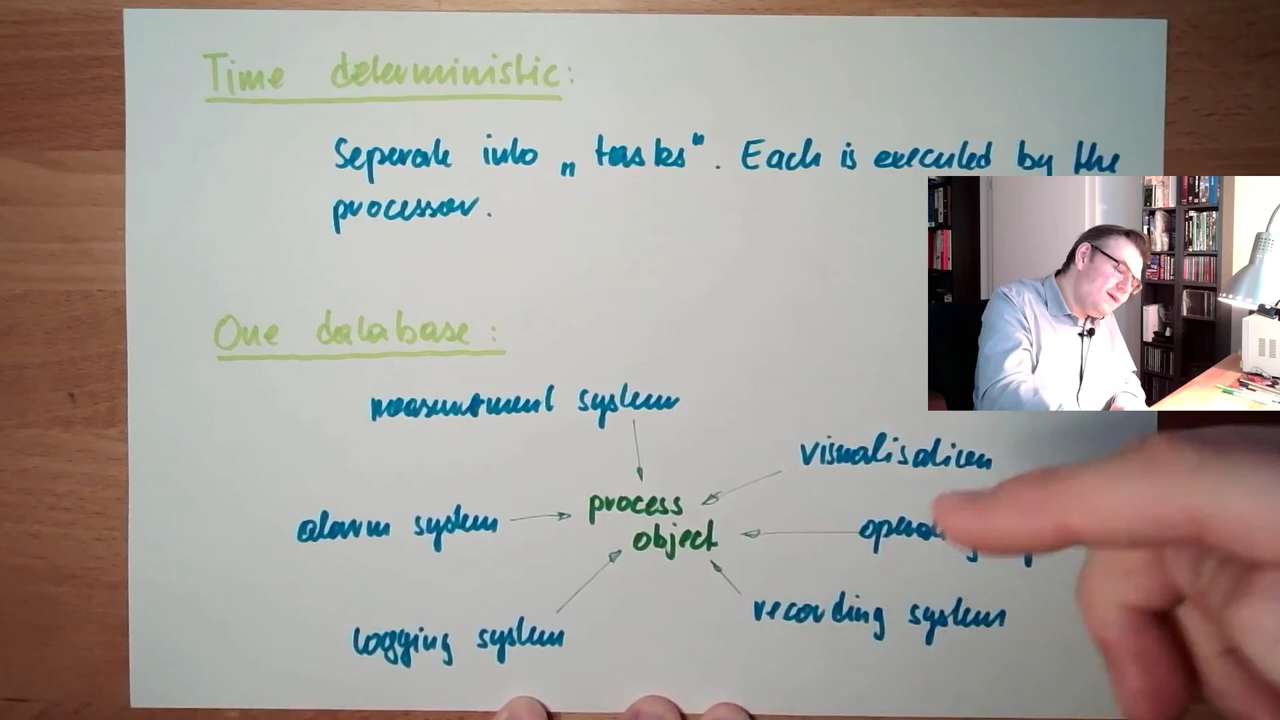 Time deterministic:
Seperate into „ tasks". Each is executed by the
processor.
One database:
measurement system
visualisation
process
alarm system
object
recording system
logging system